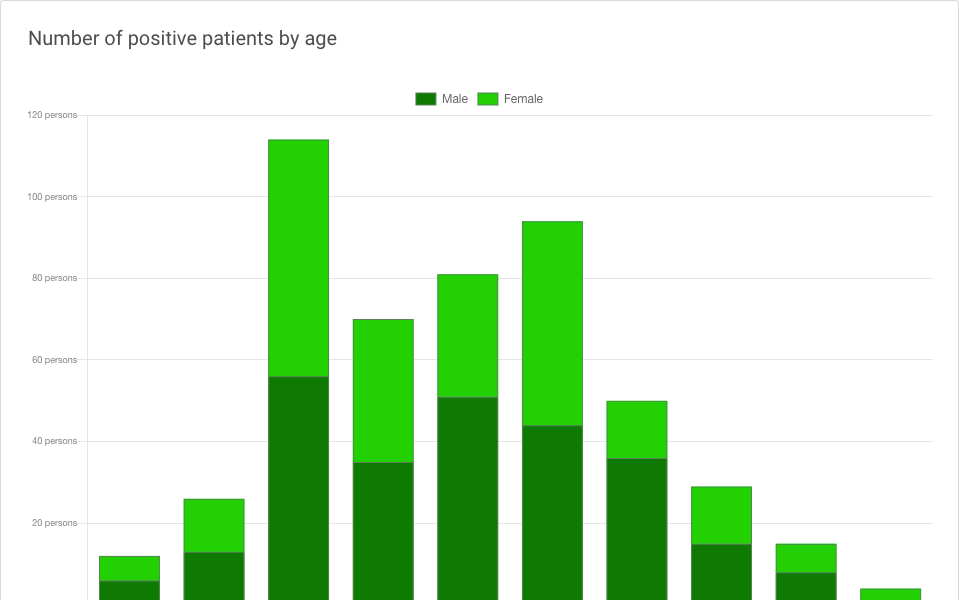 Number of positive patients by age
Male Female
120 persons
100 persons
80 persons
60 persons
40 persons
20 persons